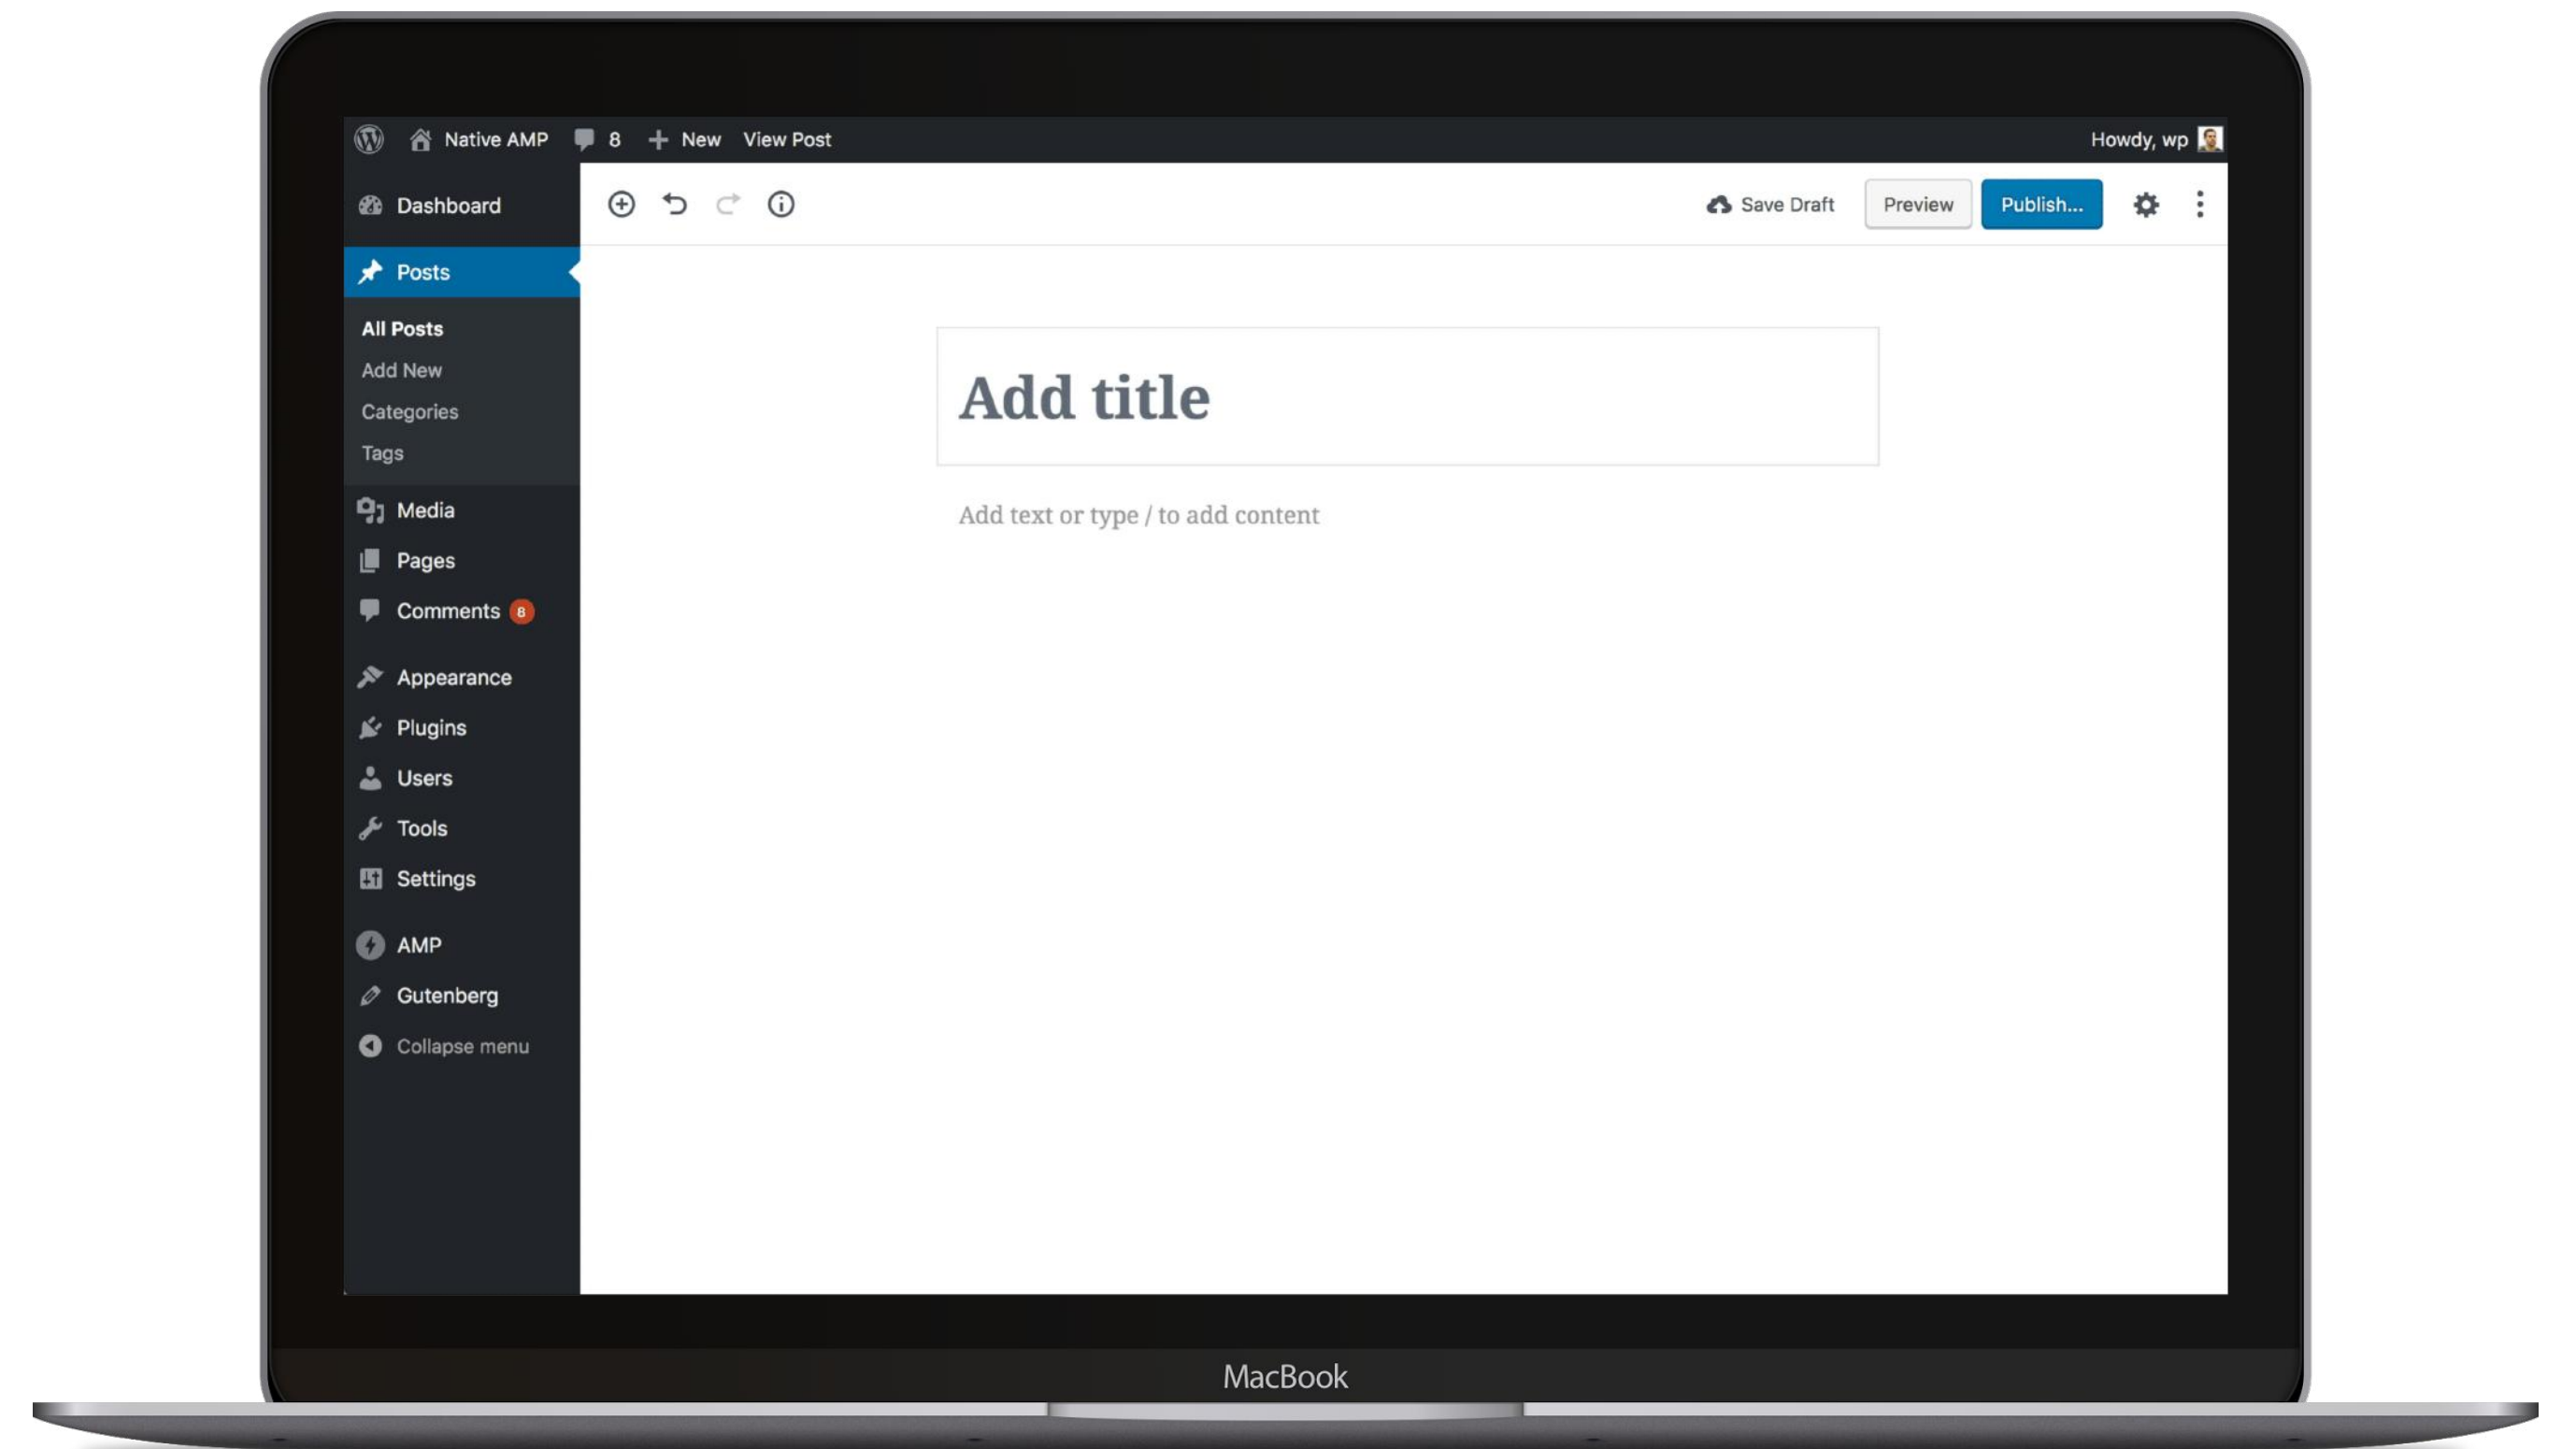 Native AMP 8 New View Post Howdy, wp
Dashboard
Save Draft Preview Publish...
Posts
All Posts
Add New
Categories
Tags
Media
Pages
Comments 8
Appearance
Plugins
Users
Tools
Settings
AMP
Gutenberg
Collapse menu
Add title
Add text or type / to add content
MacBook